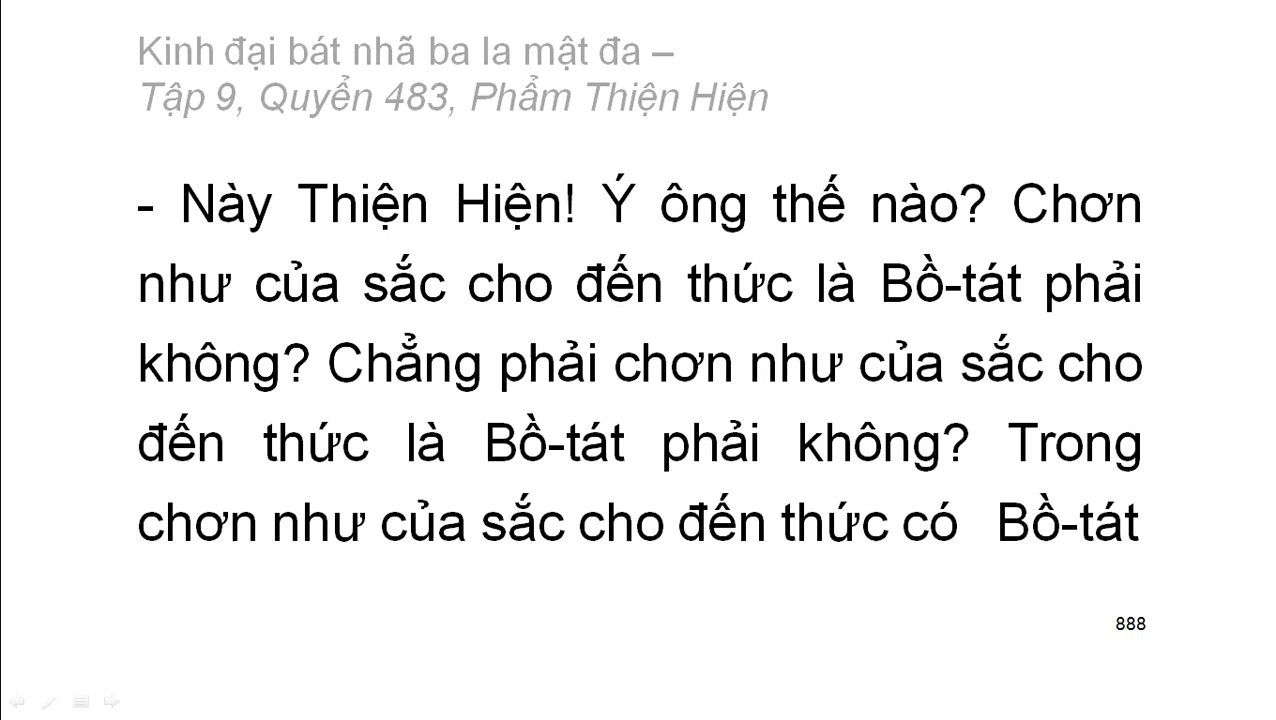 Kinh đại bát nhã ba la mật đa –
Tập 9, Quyển 483, Phẩm Thiện Hiện
- Này Thiện Hiện! Ý ông thế nào? Chơn
như của sắc cho đến thức là Bồ-tát phải
không? Chẳng phải chơn như của sắc cho
đến thức là Bồ-tát phải không? Trong
chơn như của sắc cho đến thức có Bồ-tát
888